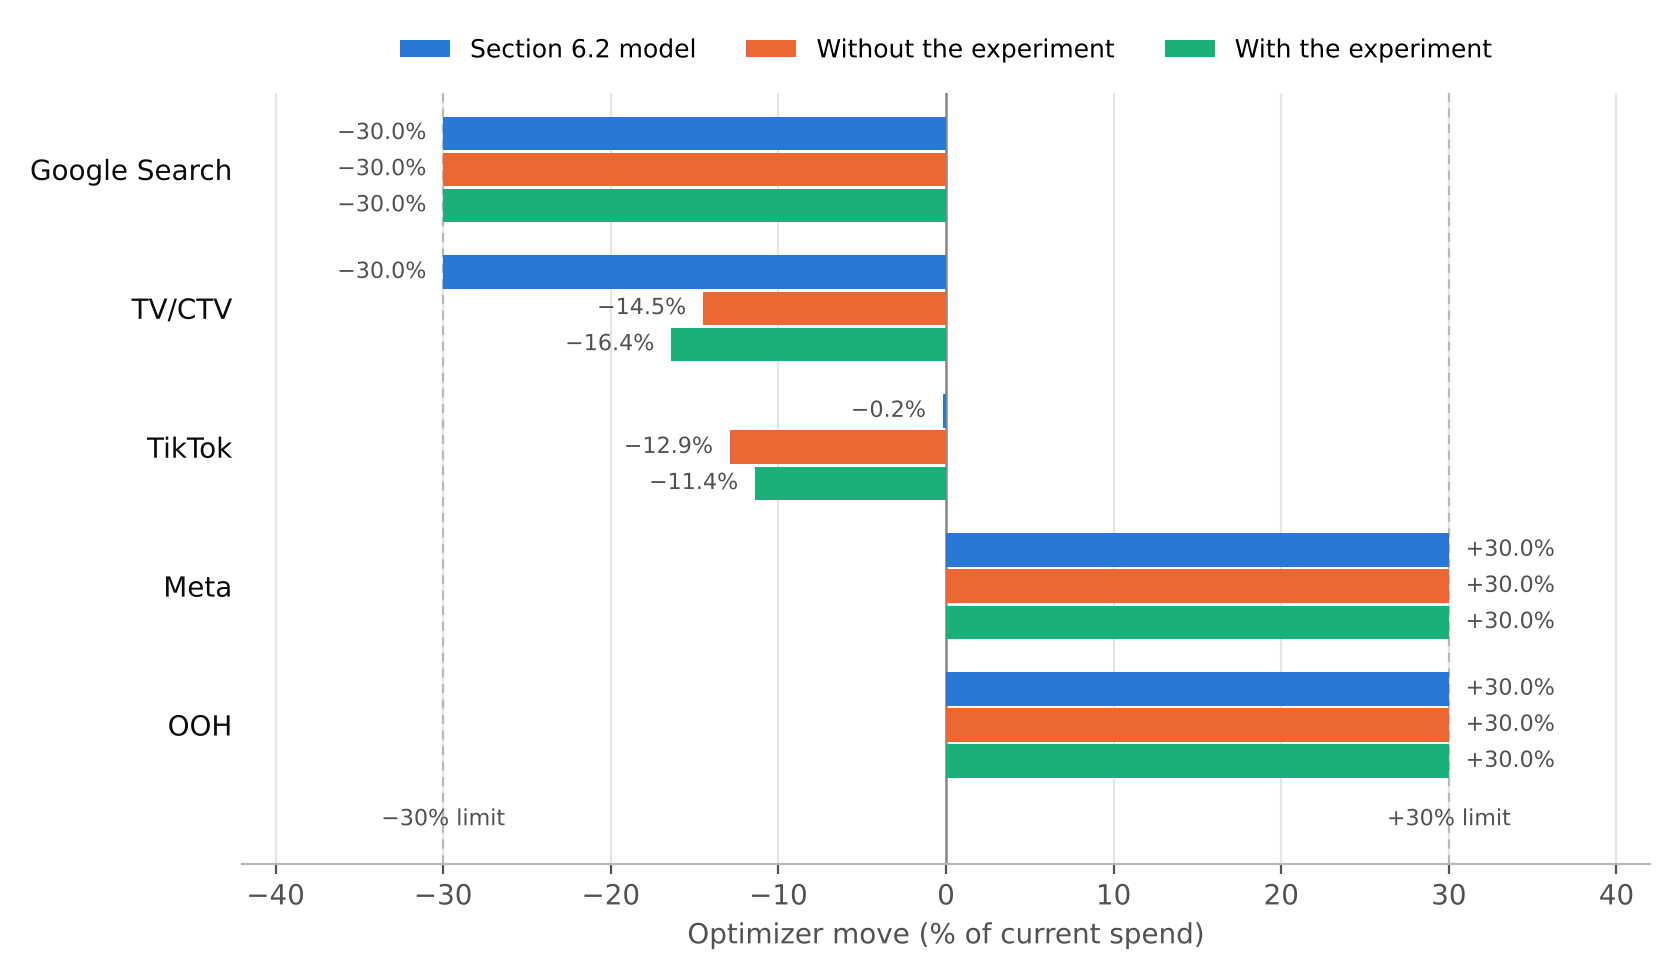 Section 6.2 model Without the experiment With the experiment
Google Search
−30.0%
−30.0%
−30.0%
TV/CTV
−30.0%
−14.5%
−16.4%
TikTok
−0.2%
−12.9%
−11.4%
Meta
+30.0%
+30.0%
+30.0%
OOH
+30.0%
+30.0%
+30.0%
−30% limit +30% limit
−40 −30 −20 −10 0 10 20 30 40
Optimizer move (% of current spend)